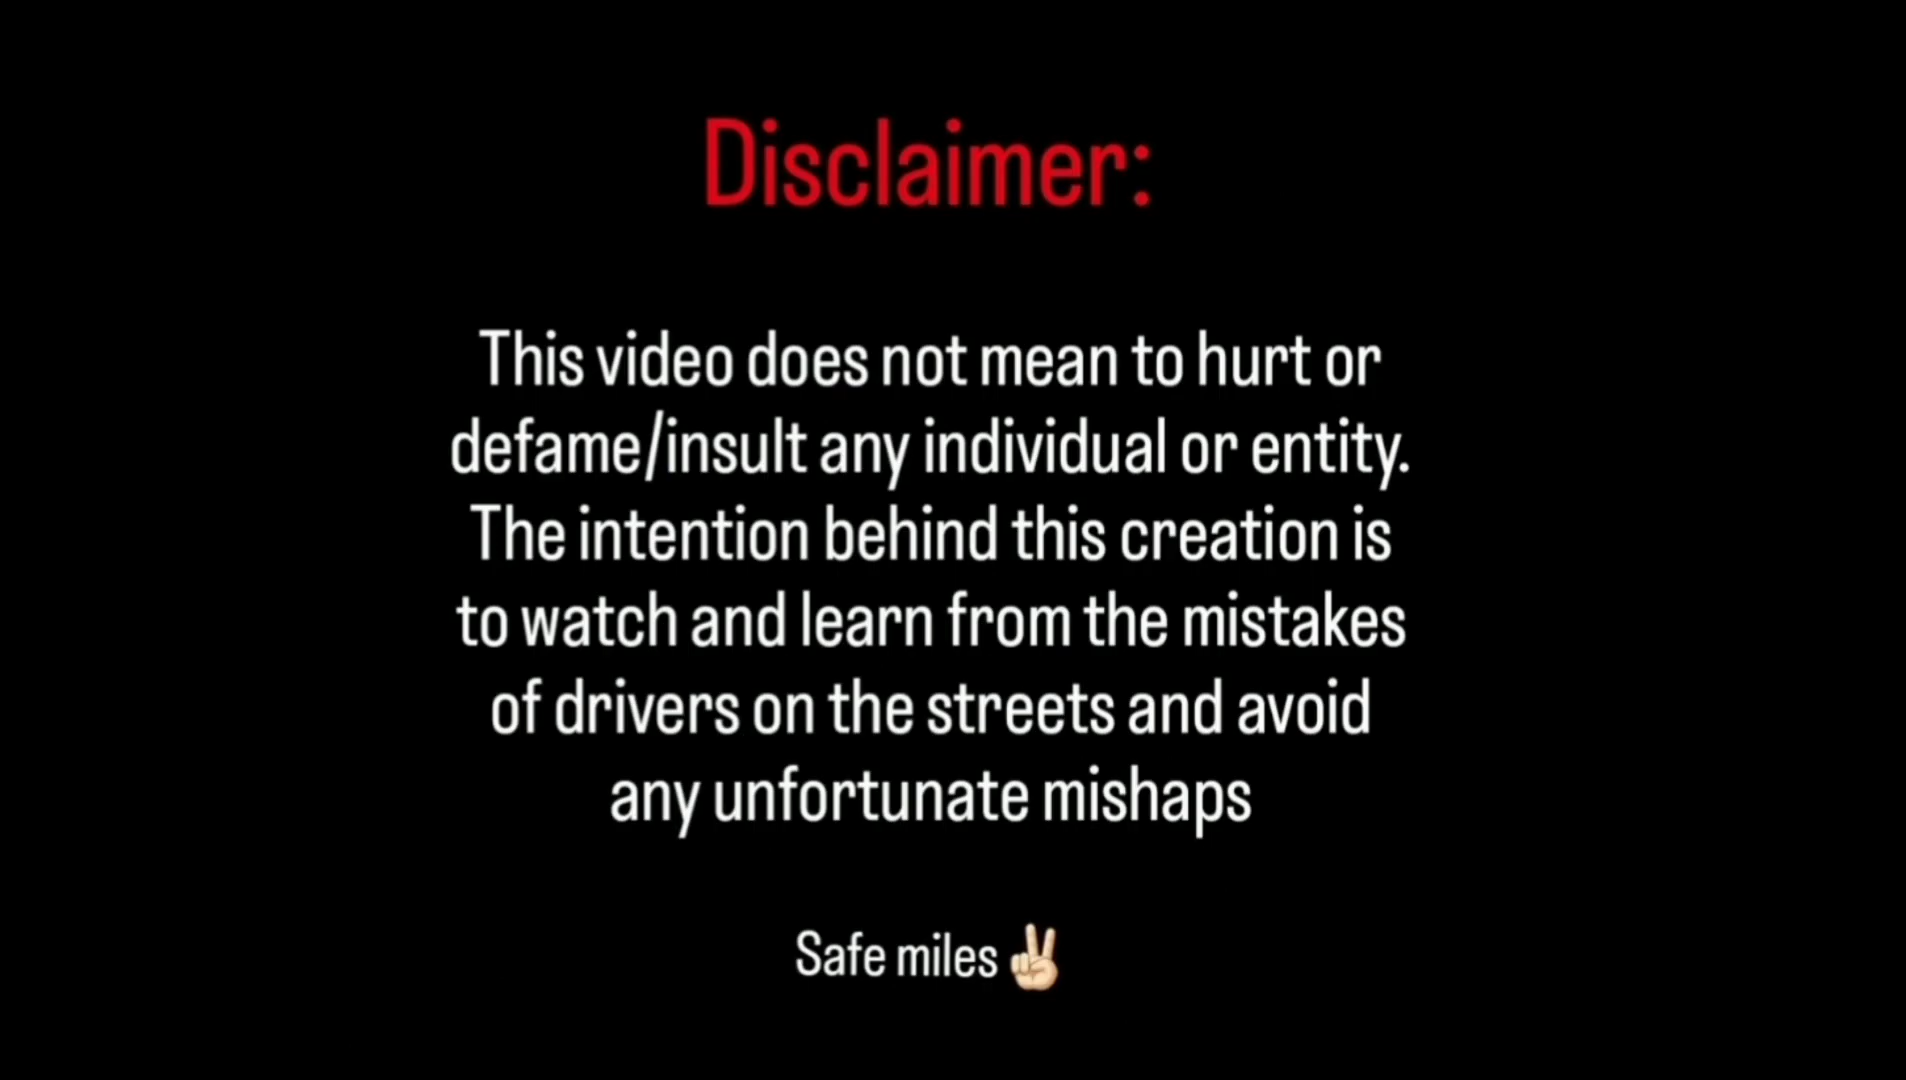 Disclaimer:
This video does not mean to hurt or
defame/insult any individual or entity.
The intention behind this creation is
to watch and learn from the mistakes
of drivers on the streets and avoid
any unfortunate mishaps
Safe miles ✌🏻